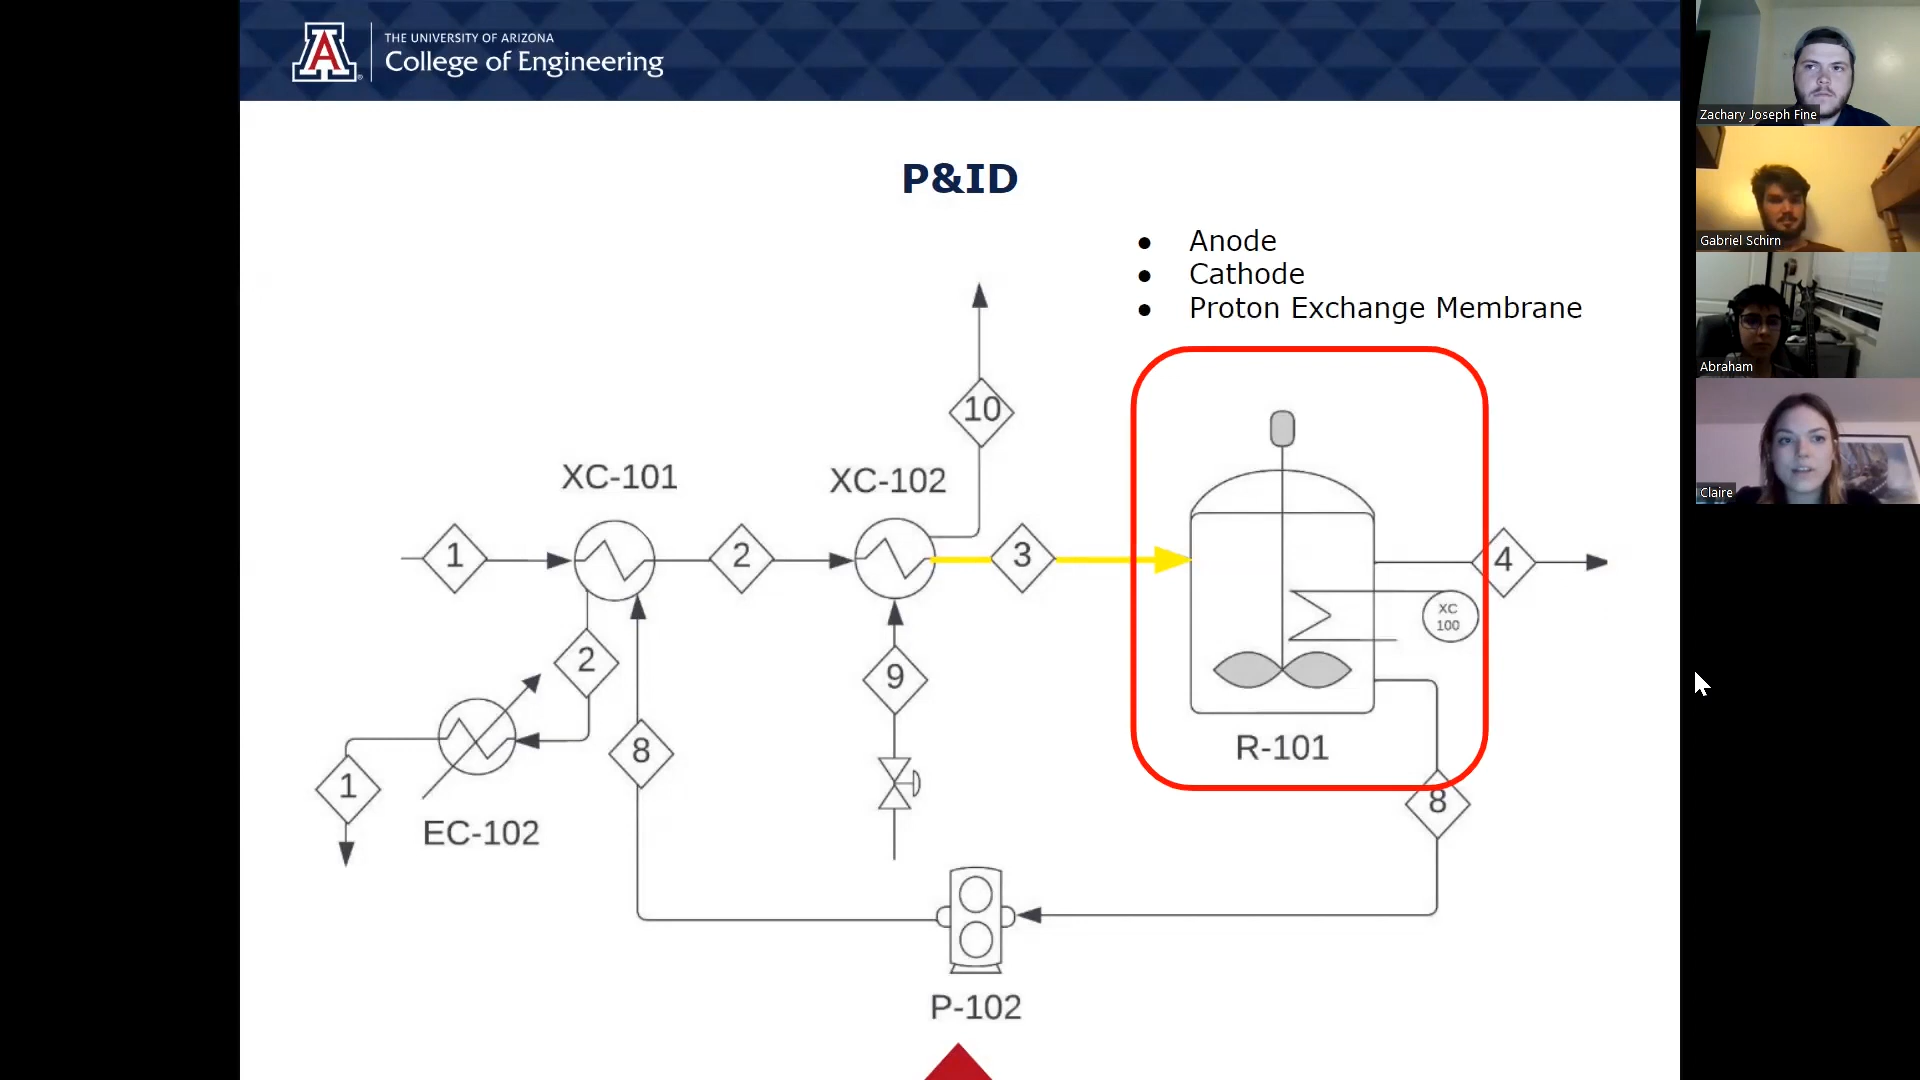 THE UNIVERSITY OF ARIZONA
College of Engineering
P&ID
● Anode
● Cathode
● Proton Exchange Membrane
10
XC-101
XC-102
1
2
3
4
XC
100
2
9
8
1
R-101
8
EC-102
P-102
Zachary Joseph Fine
Gabriel Schirn
Abraham
Claire